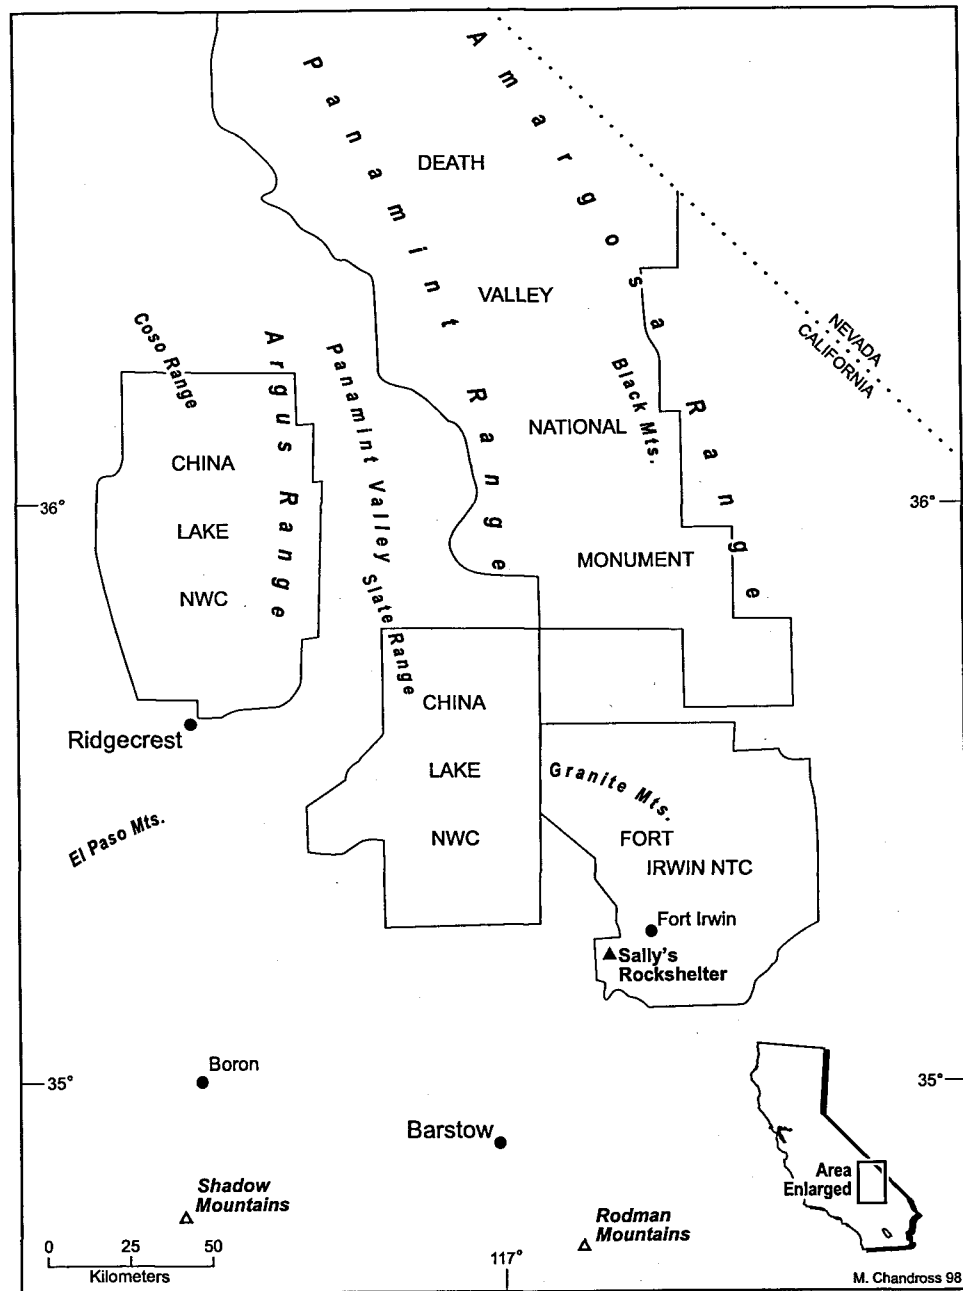 Panamint Range
Amargosa Range
DEATH
VALLEY
NATIONAL
MONUMENT
NEVADA
CALIFORNIA
Coso Range
Argus Range
Panamint Valley
Black Mts.
Slate Range
CHINA
LAKE
NWC
36°
36°
Ridgecrest
El Paso Mts.
CHINA
LAKE
NWC
Granite Mts.
FORT
IRWIN NTC
Fort Irwin
Sally's
Rockshelter
Boron
35°
35°
Barstow
Area
Enlarged
Shadow
Mountains
Rodman
Mountains
0 25 50
Kilometers
117°
M. Chandross 98